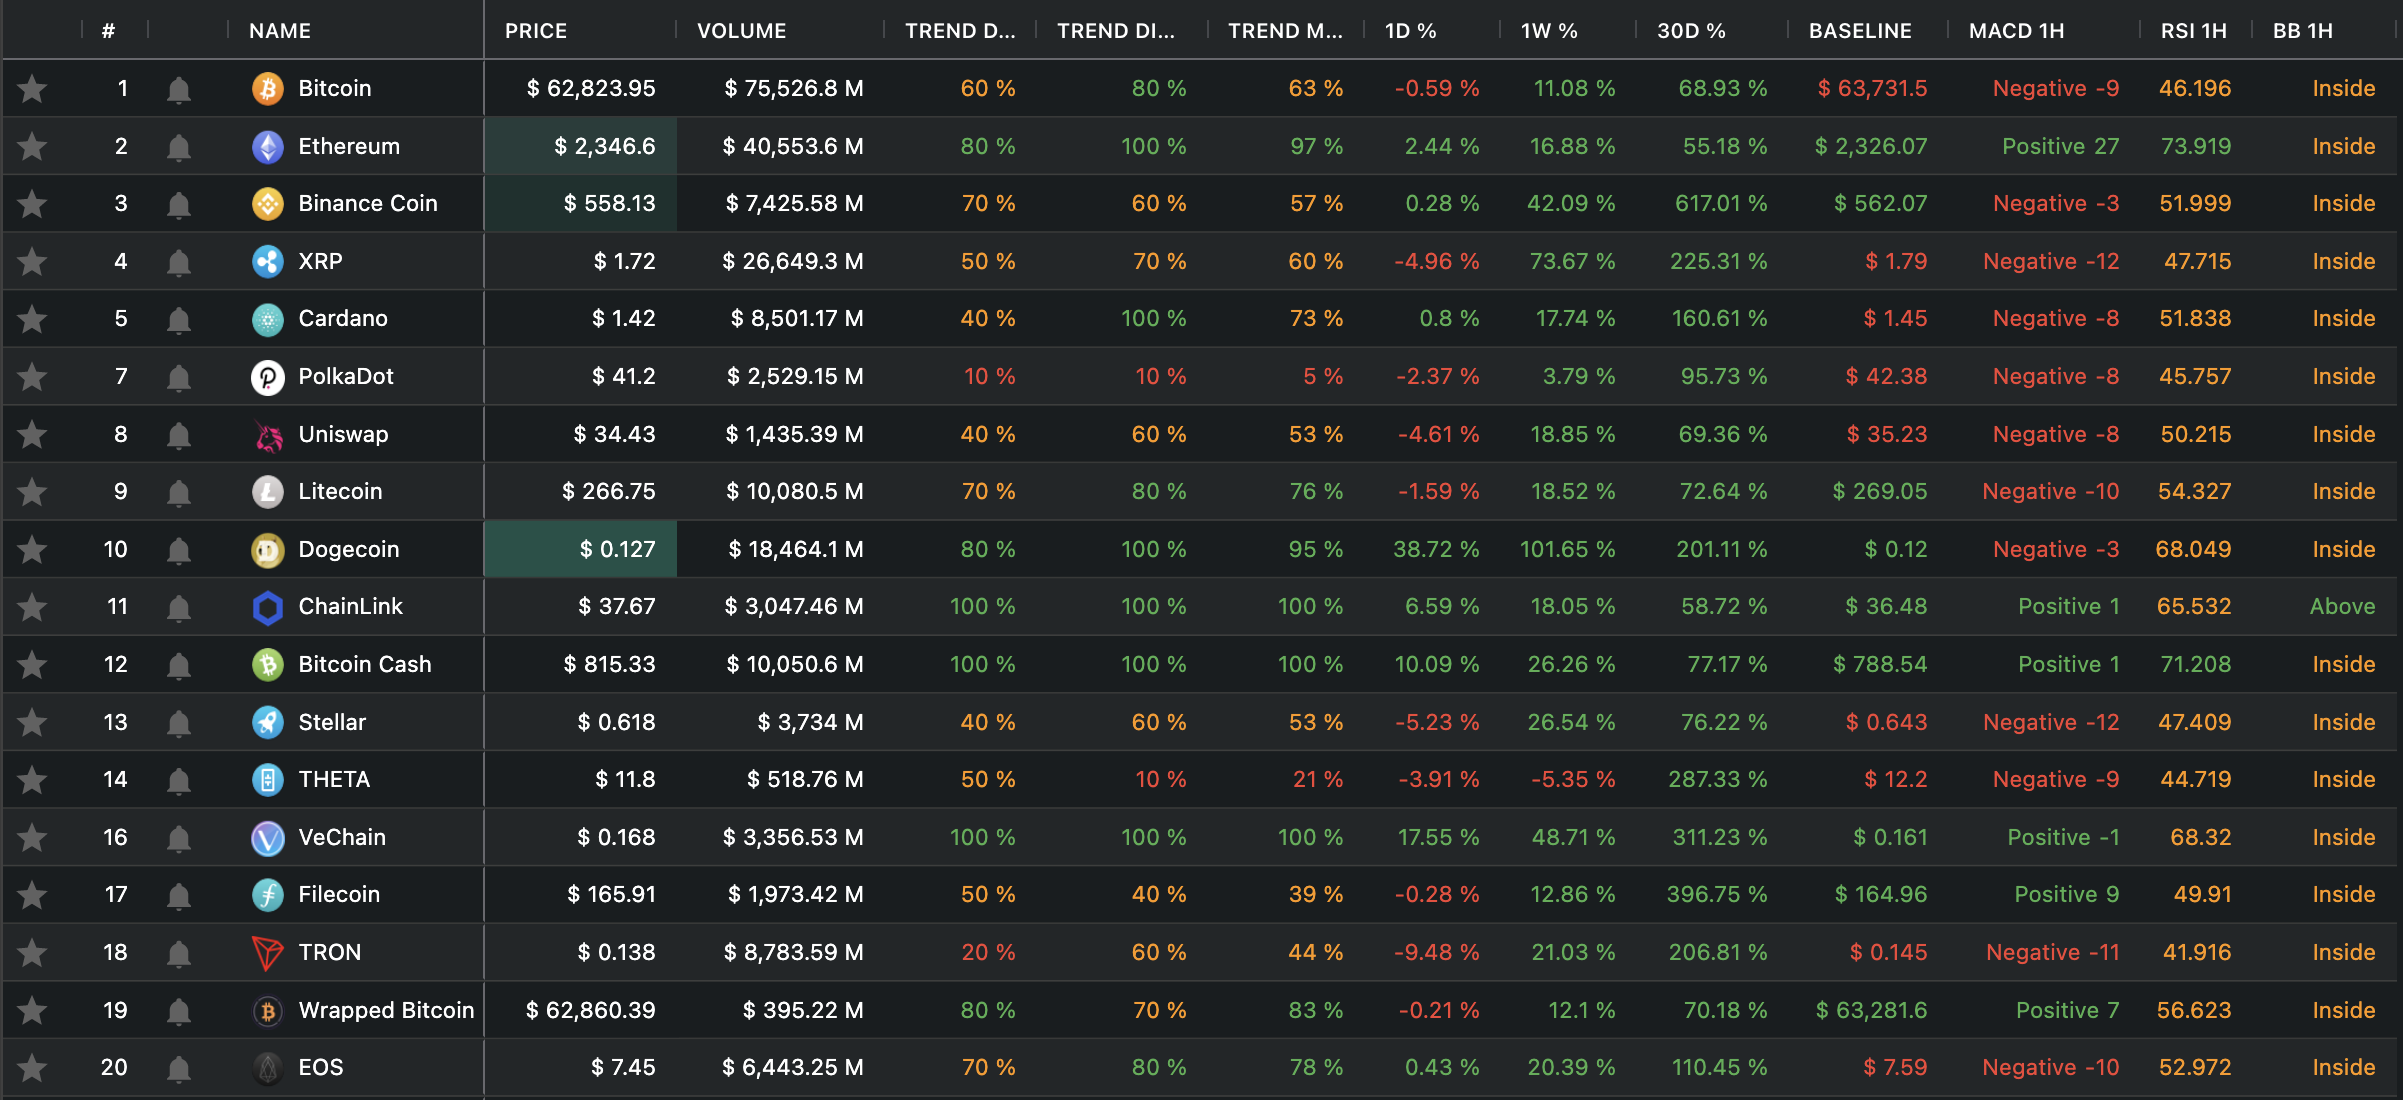 # NAME PRICE VOLUME TREND D... TREND DI... TREND M... 1D % 1W % 30D % BASELINE MACD 1H RSI 1H BB 1H
1 Bitcoin $ 62,823.95 $ 75,526.8 M 60 % 80 % 63 % -0.59 % 11.08 % 68.93 % $ 63,731.5 Negative -9 46.196 Inside
2 Ethereum $ 2,346.6 $ 40,553.6 M 80 % 100 % 97 % 2.44 % 16.88 % 55.18 % $ 2,326.07 Positive 27 73.919 Inside
3 Binance Coin $ 558.13 $ 7,425.58 M 70 % 60 % 57 % 0.28 % 42.09 % 617.01 % $ 562.07 Negative -3 51.999 Inside
4 XRP $ 1.72 $ 26,649.3 M 50 % 70 % 60 % -4.96 % 73.67 % 225.31 % $ 1.79 Negative -12 47.715 Inside
5 Cardano $ 1.42 $ 8,501.17 M 40 % 100 % 73 % 0.8 % 17.74 % 160.61 % $ 1.45 Negative -8 51.838 Inside
7 PolkaDot $ 41.2 $ 2,529.15 M 10 % 10 % 5 % -2.37 % 3.79 % 95.73 % $ 42.38 Negative -8 45.757 Inside
8 Uniswap $ 34.43 $ 1,435.39 M 40 % 60 % 53 % -4.61 % 18.85 % 69.36 % $ 35.23 Negative -8 50.215 Inside
9 Litecoin $ 266.75 $ 10,080.5 M 70 % 80 % 76 % -1.59 % 18.52 % 72.64 % $ 269.05 Negative -10 54.327 Inside
10 Dogecoin $ 0.127 $ 18,464.1 M 80 % 100 % 95 % 38.72 % 101.65 % 201.11 % $ 0.12 Negative -3 68.049 Inside
11 ChainLink $ 37.67 $ 3,047.46 M 100 % 100 % 100 % 6.59 % 18.05 % 58.72 % $ 36.48 Positive 1 65.532 Above
12 Bitcoin Cash $ 815.33 $ 10,050.6 M 100 % 100 % 100 % 10.09 % 26.26 % 77.17 % $ 788.54 Positive 1 71.208 Inside
13 Stellar $ 0.618 $ 3,734 M 40 % 60 % 53 % -5.23 % 26.54 % 76.22 % $ 0.643 Negative -12 47.409 Inside
14 THETA $ 11.8 $ 518.76 M 50 % 10 % 21 % -3.91 % -5.35 % 287.33 % $ 12.2 Negative -9 44.719 Inside
16 VeChain $ 0.168 $ 3,356.53 M 100 % 100 % 100 % 17.55 % 48.71 % 311.23 % $ 0.161 Positive -1 68.32 Inside
17 Filecoin $ 165.91 $ 1,973.42 M 50 % 40 % 39 % -0.28 % 12.86 % 396.75 % $ 164.96 Positive 9 49.91 Inside
18 TRON $ 0.138 $ 8,783.59 M 20 % 60 % 44 % -9.48 % 21.03 % 206.81 % $ 0.145 Negative -11 41.916 Inside
19 Wrapped Bitcoin $ 62,860.39 $ 395.22 M 80 % 70 % 83 % -0.21 % 12.1 % 70.18 % $ 63,281.6 Positive 7 56.623 Inside
20 EOS $ 7.45 $ 6,443.25 M 70 % 80 % 78 % 0.43 % 20.39 % 110.45 % $ 7.59 Negative -10 52.972 Inside